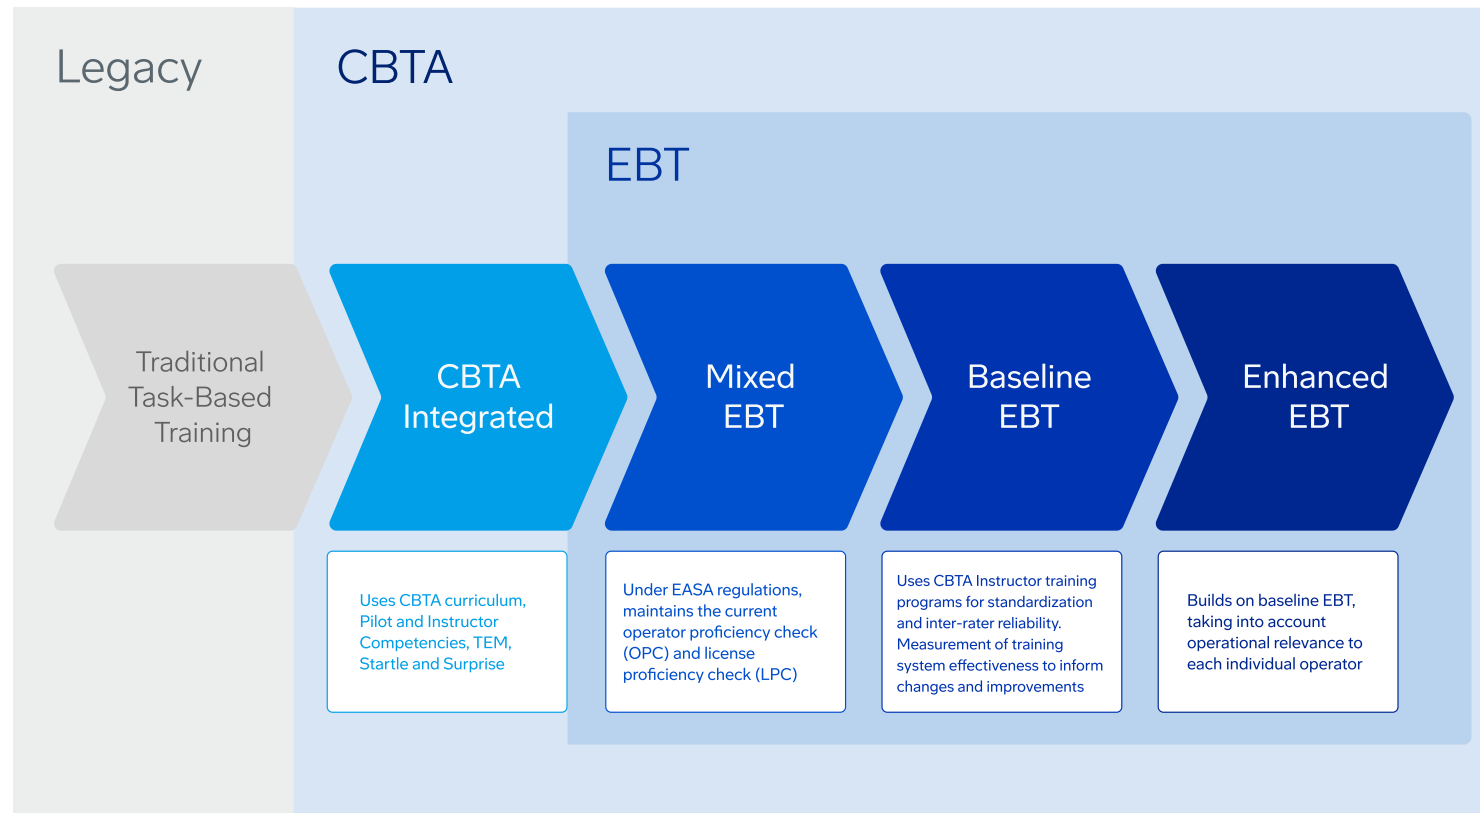 Legacy
CBTA
EBT
Traditional
Task-Based
Training
CBTA
Integrated
Mixed
EBT
Baseline
EBT
Enhanced
EBT
Uses CBTA curriculum,
Pilot and Instructor
Competencies, TEM,
Startle and Surprise
Under EASA regulations,
maintains the current
operator proficiency check
(OPC) and license
proficiency check (LPC)
Uses CBTA Instructor training
programs for standardization
and inter-rater reliability.
Measurement of training
system effectiveness to inform
changes and improvements
Builds on baseline EBT,
taking into account
operational relevance to
each individual operator